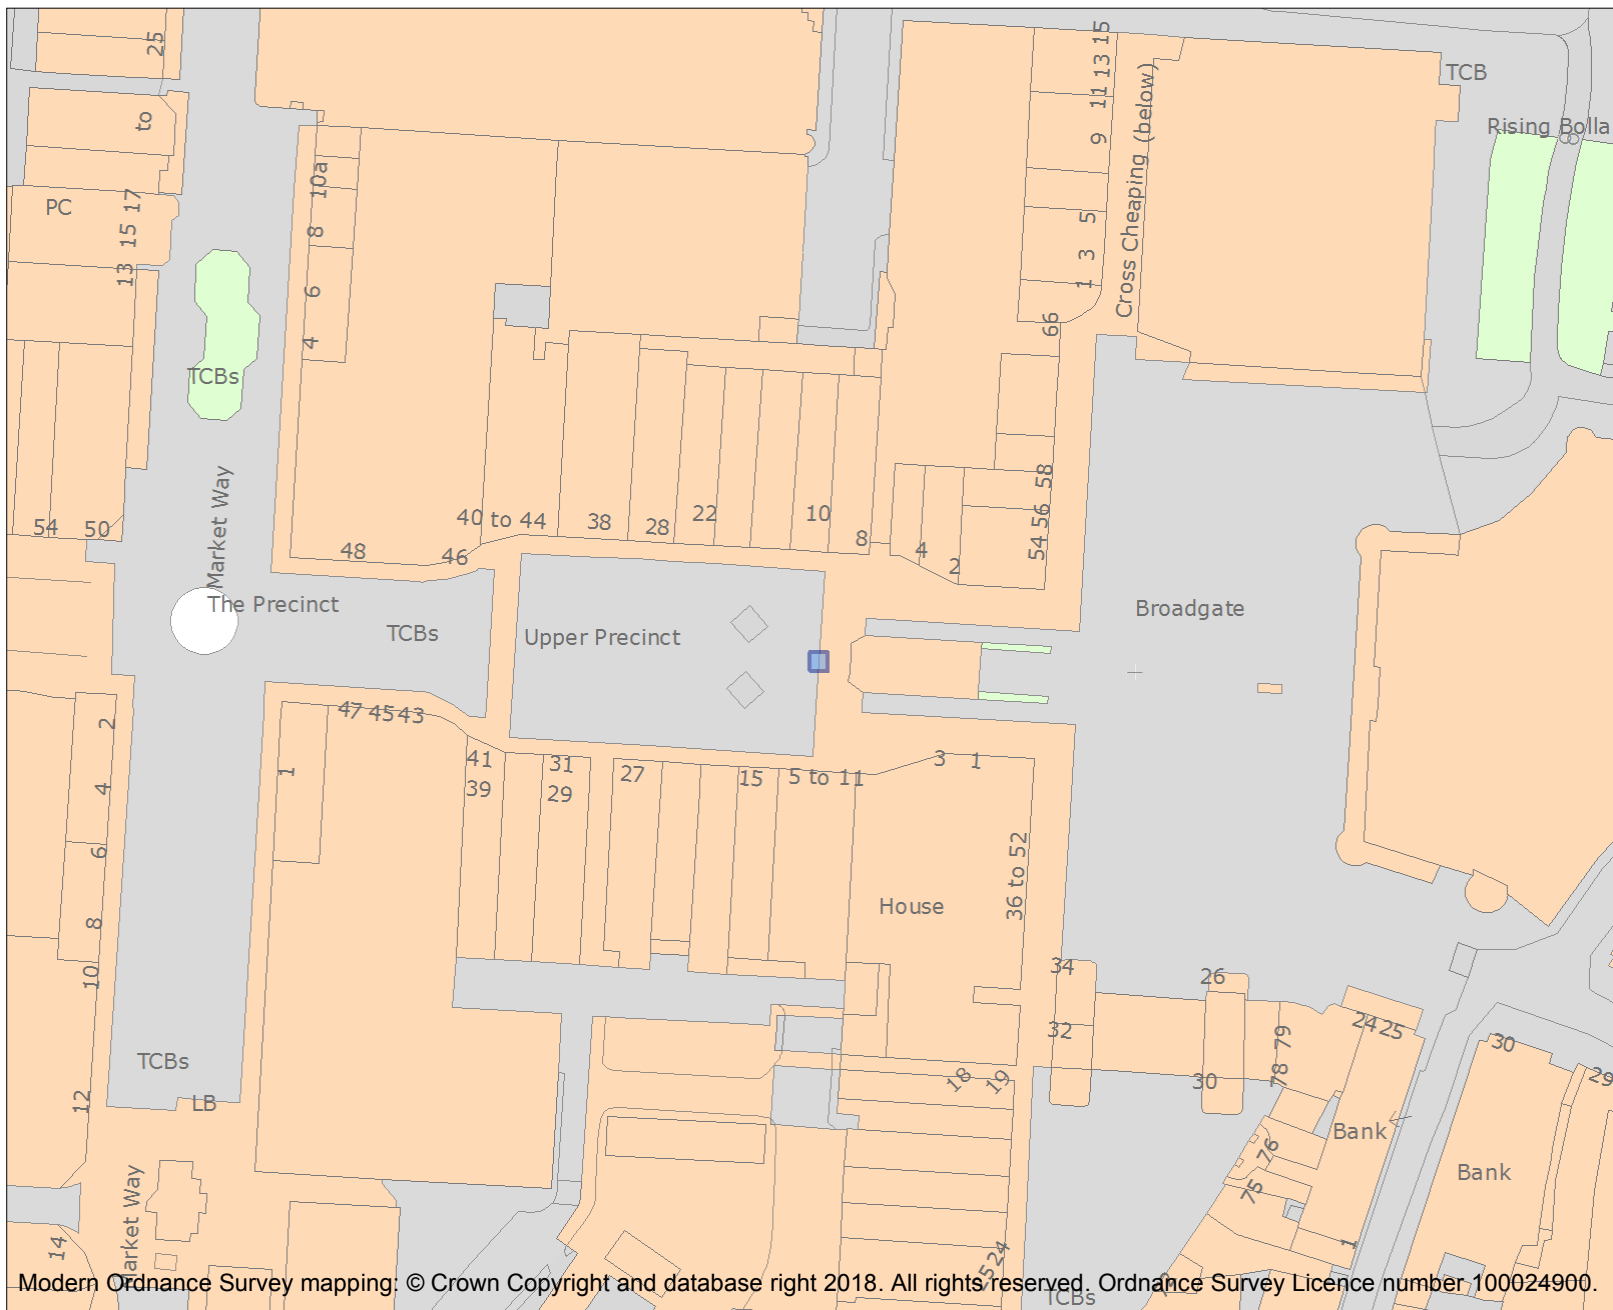 25
to
PC
13 15 17
TCBs
54
50
Market Way
10a
8
6
4
48
46
40 to 44
38
28
22
10
8
4
2
54 56 58
66
1 3 5
9
11 13 15
Cross Cheaping (below)
TCB
Rising Bolla
The Precinct
TCBs
Upper Precinct
Broadgate
47 45 43
41
39
31
29
27
15
5 to 11
3
1
36 to 52
House
1
2
4
6
8
10
12
14
TCBs
LB
Market Way
34
32
26
30
78 79
24 25
30
29
18
19
76
75
Bank
Bank
1
24
TCBs
Modern Ordnance Survey mapping: © Crown Copyright and database right 2018. All rights reserved. Ordnance Survey Licence number 100024900.